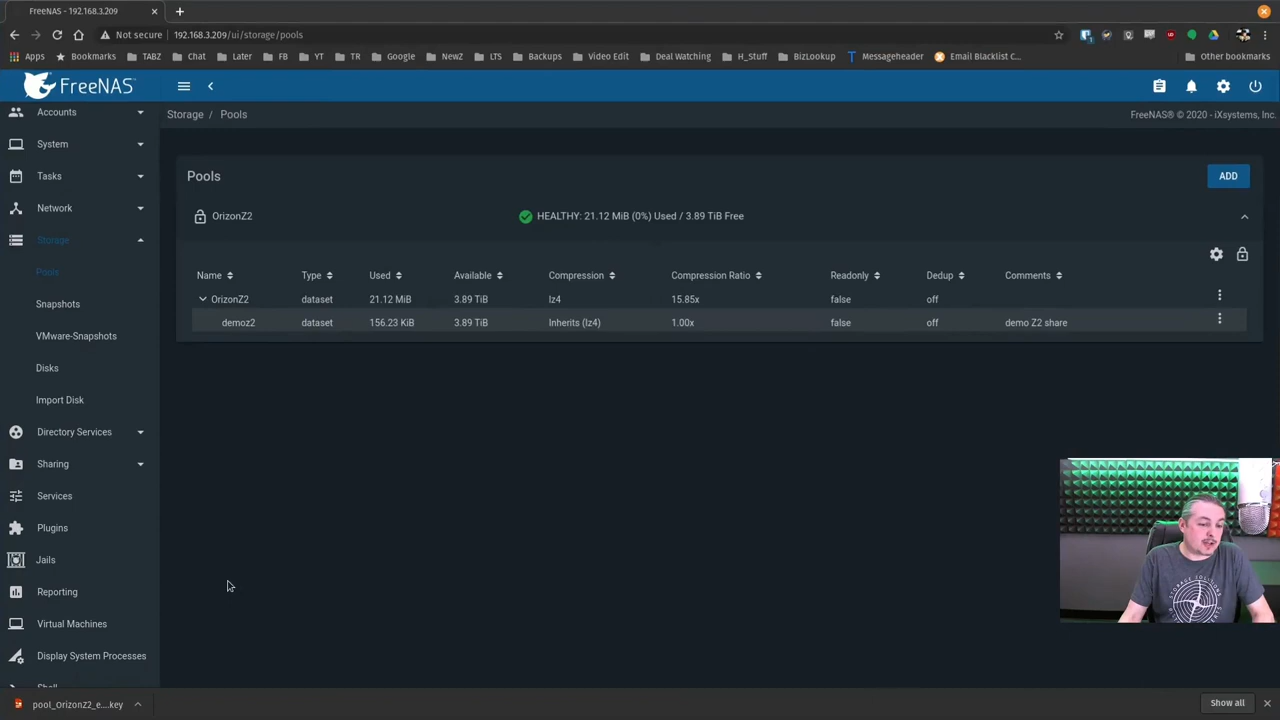 FreeNAS - 192.168.3.209
Not secure 192.168.3.209/ui/storage/pools
Apps Bookmarks TABZ Chat Later FB YT TR Google NewZ LTS Backups Video Edit Deal Watching H_Stuff BizLookup Messageheader Email Blacklist C... Other bookmarks
FreeNAS
Accounts
System
Tasks
Network
Storage
Pools
Snapshots
VMware-Snapshots
Disks
Import Disk
Directory Services
Sharing
Services
Plugins
Jails
Reporting
Virtual Machines
Display System Processes
Shell
Storage / Pools
FreeNAS® © 2020 - iXsystems, Inc.
Pools
ADD
OrizonZ2 HEALTHY: 21.12 MiB (0%) Used / 3.89 TiB Free
Name Type Used Available Compression Compression Ratio Readonly Dedup Comments
OrizonZ2 dataset 21.12 MiB 3.89 TiB lz4 15.85x false off
demoz2 dataset 156.23 KiB 3.89 TiB Inherits (lz4) 1.00x false off demo Z2 share
pool_OrizonZ2_e....key
Show all